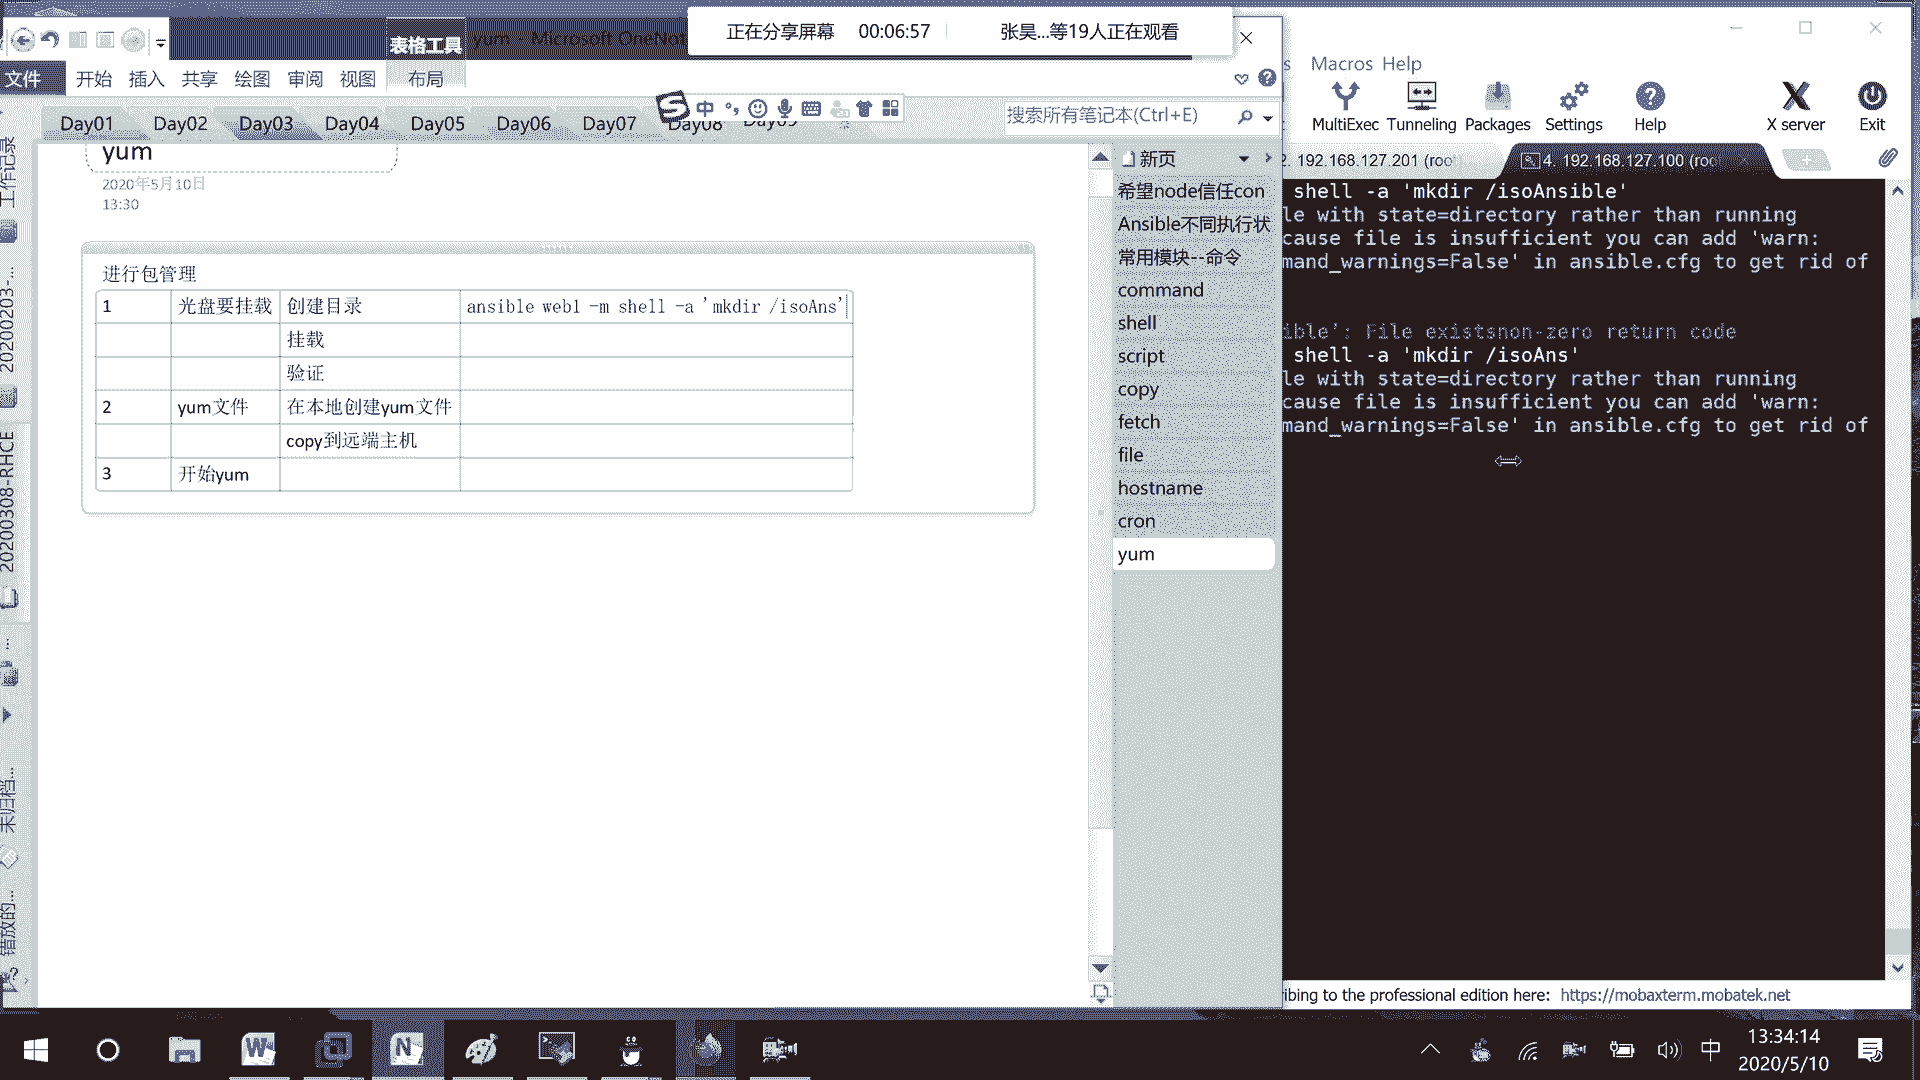 正在分享屏幕 00:06:57 张昊...等19人正在观看
表格工具 yum - Microsoft OneNot
文件 开始 插入 共享 绘图 审阅 视图 布局
Day01 Day02 Day03 Day04 Day05 Day06 Day07 Day08 Day09
中
搜索所有笔记本(Ctrl+E)
工作记录
20200203-...
20200308-RHCE
...
未归档...
错放的...
yum
2020年5月10日
13:30
进行包管理
1 光盘要挂载 创建目录 ansible web1 -m shell -a 'mkdir /isoAns'
挂载
验证
2 yum文件 在本地创建yum文件
copy到远端主机
3 开始yum
新页
希望node信任con
Ansible不同执行状
常用模块--命令
command
shell
script
copy
fetch
file
hostname
cron
yum
s Macros Help
MultiExec Tunneling Packages Settings Help X server Exit
2. 192.168.127.201 (root) 4. 192.168.127.100 (roo
shell -a 'mkdir /isoAnsible'
le with state=directory rather than running
cause file is insufficient you can add 'warn:
mand_warnings=False' in ansible.cfg to get rid of
ible’: File existsnon-zero return code
shell -a 'mkdir /isoAns'
le with state=directory rather than running
cause file is insufficient you can add 'warn:
mand_warnings=False' in ansible.cfg to get rid of
ribing to the professional edition here: https://mobaxterm.mobatek.net
中 13:34:14
2020/5/10